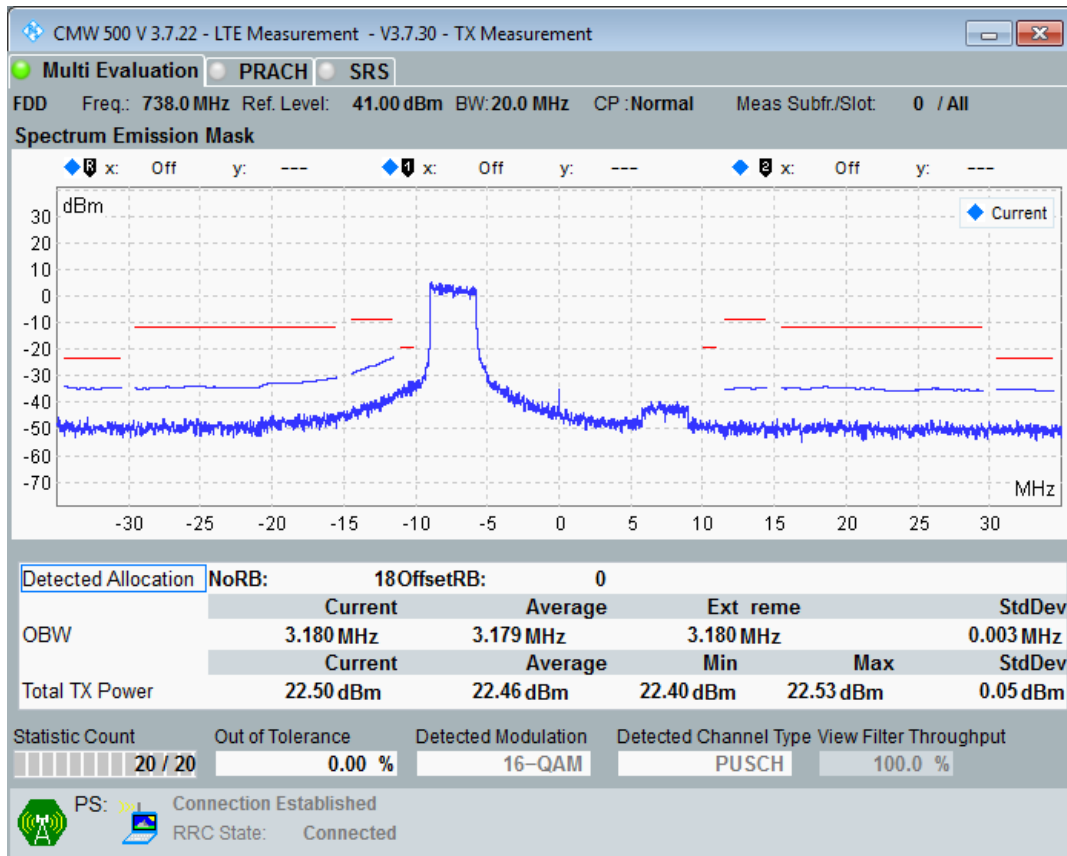 CMW 500 V 3.7.22 - LTE Measurement - V3.7.30 - TX Measurement
Multi Evaluation PRACH SRS
FDD Freq.: 738.0 MHz Ref. Level: 41.00 dBm BW: 20.0 MHz CP : Normal Meas Subfr./Slot: 0 / All
Spectrum Emission Mask
R x: Off y: --- 1 x: Off y: --- 2 x: Off y: ---
dBm
Current
30
20
10
0
-10
-20
-30
-40
-50
-60
-70
MHz
-30 -25 -20 -15 -10 -5 0 5 10 15 20 25 30
Detected Allocation NoRB: 18 OffsetRB: 0
Current Average Ext reme StdDev
OBW 3.180 MHz 3.179 MHz 3.180 MHz 0.003 MHz
Current Average Min Max StdDev
Total TX Power 22.50 dBm 22.46 dBm 22.40 dBm 22.53 dBm 0.05 dBm
Statistic Count Out of Tolerance Detected Modulation Detected Channel Type View Filter Throughput
20 / 20 0.00 % 16-QAM PUSCH 100.0 %
PS: Connection Established
RRC State: Connected